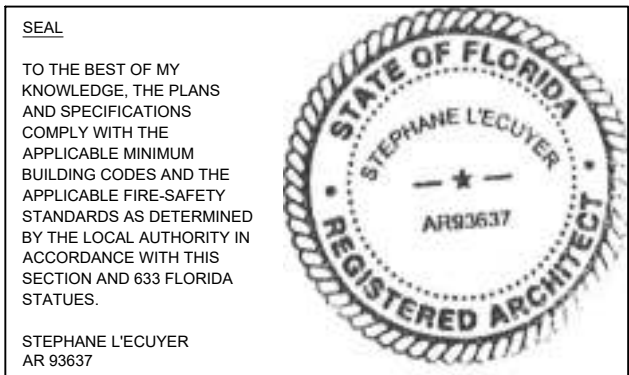 SEAL
TO THE BEST OF MY
KNOWLEDGE, THE PLANS
AND SPECIFICATIONS
COMPLY WITH THE
APPLICABLE MINIMUM
BUILDING CODES AND THE
APPLICABLE FIRE-SAFETY
STANDARDS AS DETERMINED
BY THE LOCAL AUTHORITY IN
ACCORDANCE WITH THIS
SECTION AND 633 FLORIDA
STATUES.
STEPHANE L'ECUYER
AR 93637
STATE OF FLORIDA
STEPHANE L'ECUYER
AR93637
REGISTERED ARCHITECT